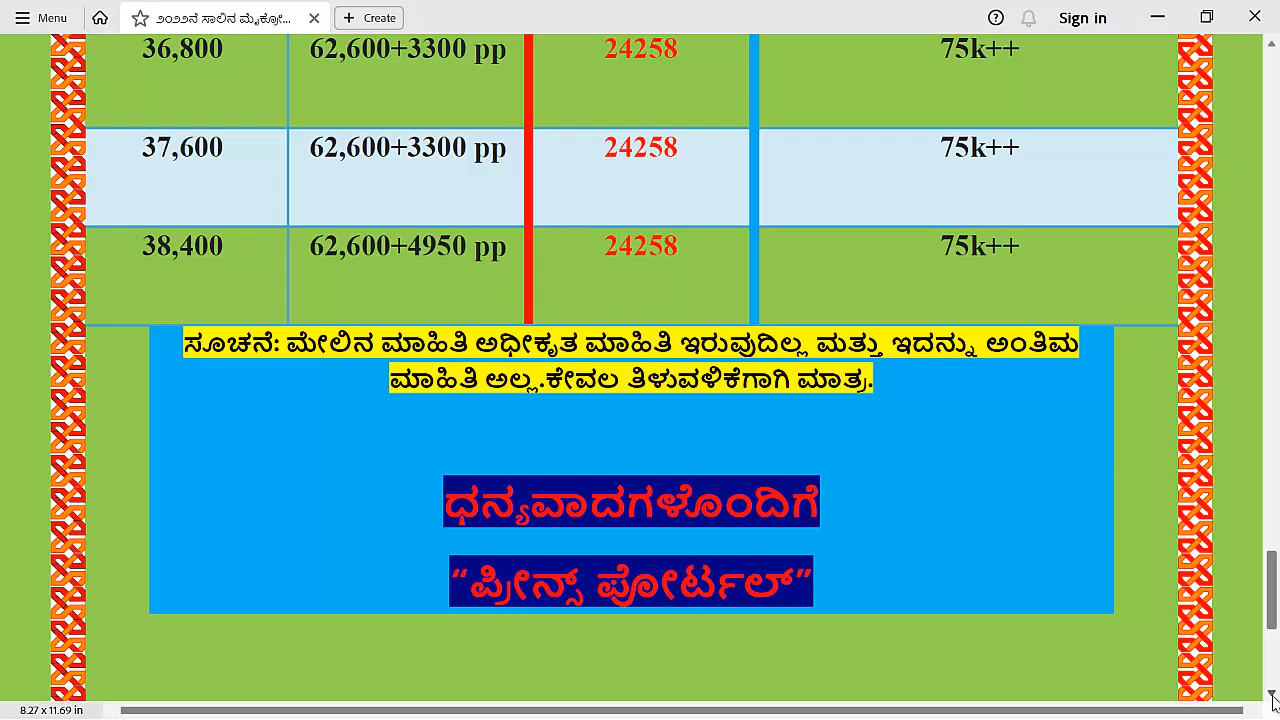 Menu ೨೦೨೨ನೆ ಸಾಲಿನ ಮೈಕ್ರೋ... Create Sign in
36,800 62,600+3300 pp 24258 75k++
37,600 62,600+3300 pp 24258 75k++
38,400 62,600+4950 pp 24258 75k++
ಸೂಚನೆ: ಮೇಲಿನ ಮಾಹಿತಿ ಅಧೀಕೃತ ಮಾಹಿತಿ ಇರುವುದಿಲ್ಲ ಮತ್ತು ಇದನ್ನು ಅಂತಿಮ
ಮಾಹಿತಿ ಅಲ್ಲ.ಕೇವಲ ತಿಳುವಳಿಕೆಗಾಗಿ ಮಾತ್ರ.
ಧನ್ಯವಾದಗಳೊಂದಿಗೆ
“ಪ್ರೀನ್ಸ್ ಪೋರ್ಟಲ್”
8.27 x 11.69 in